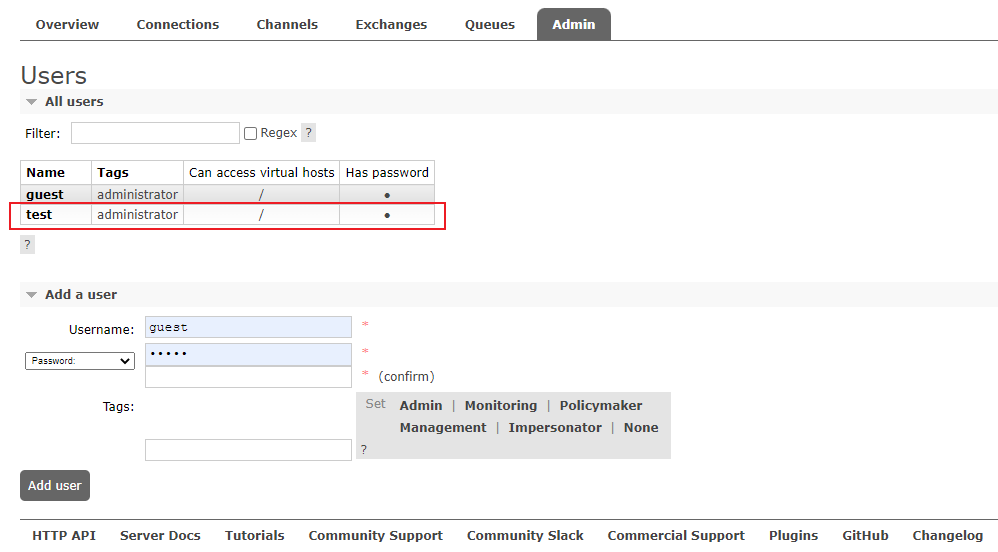 Overview Connections Channels Exchanges Queues Admin
Users
All users
Filter: Regex ?
Name Tags Can access virtual hosts Has password
guest administrator / ●
test administrator / ●
?
Add a user
Username: guest *
Password: ••••• *
* (confirm)
Tags: Set Admin | Monitoring | Policymaker
Management | Impersonator | None
?
Add user
HTTP API Server Docs Tutorials Community Support Community Slack Commercial Support Plugins GitHub Changelog